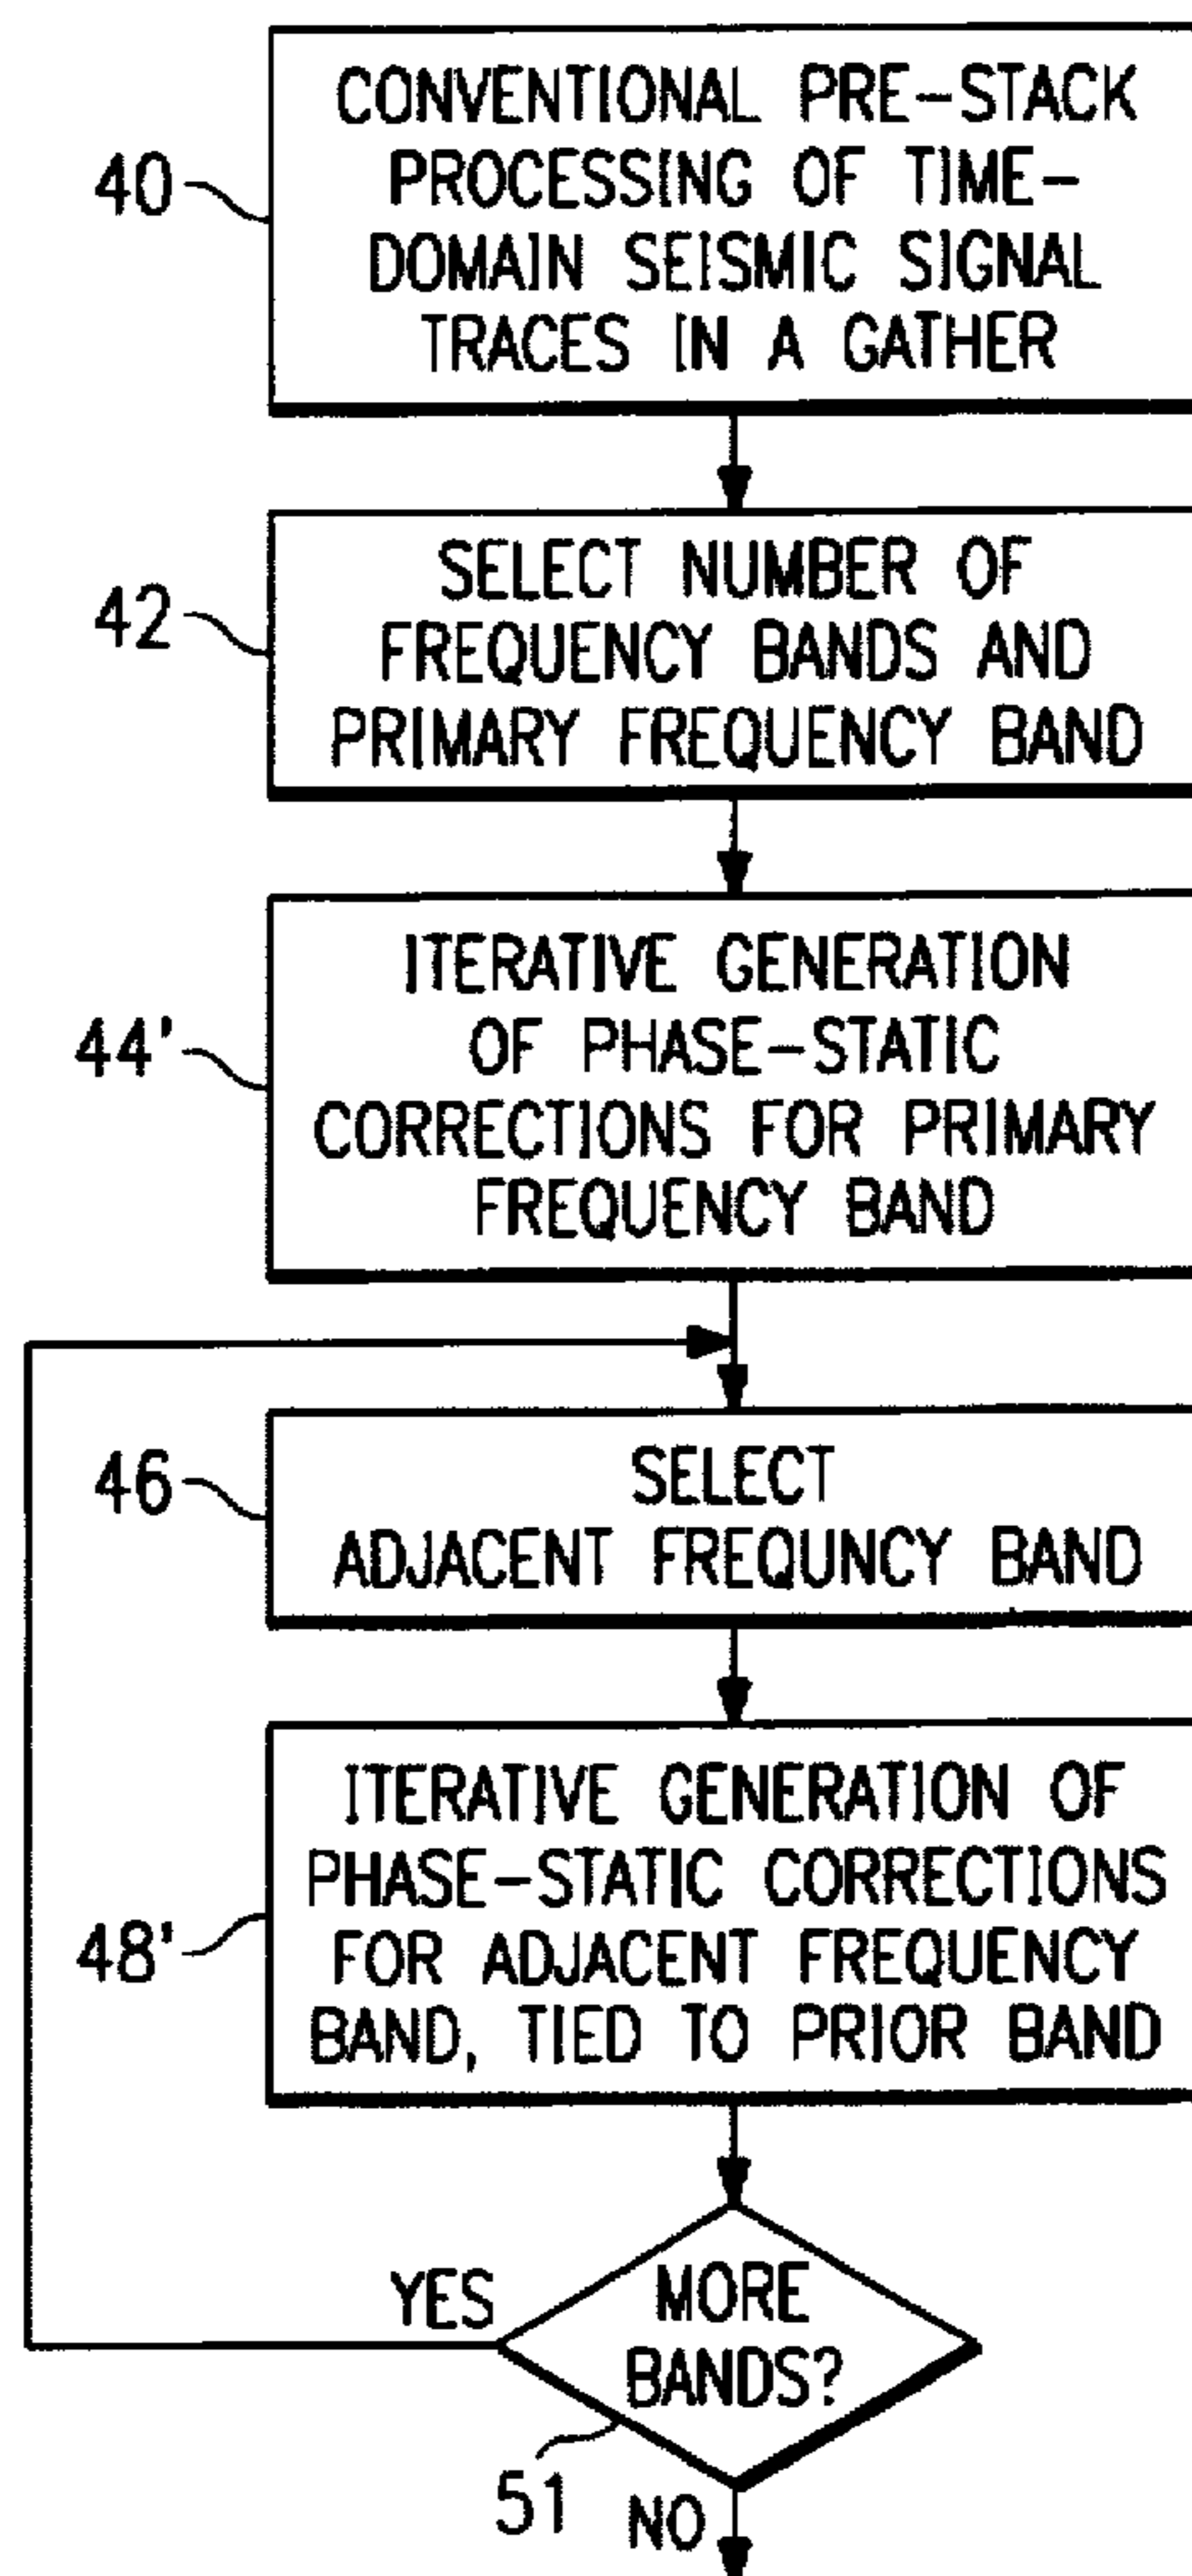 CONVENTIONAL PRE-STACK
PROCESSING OF TIME-
DOMAIN SEISMIC SIGNAL
TRACES IN A GATHER
40
SELECT NUMBER OF
FREQUENCY BANDS AND
PRIMARY FREQUENCY BAND
42
ITERATIVE GENERATION
OF PHASE-STATIC
CORRECTIONS FOR PRIMARY
FREQUENCY BAND
44'
SELECT
ADJACENT FREQUNCY BAND
46
ITERATIVE GENERATION OF
PHASE-STATIC CORRECTIONS
FOR ADJACENT FREQUENCY
BAND, TIED TO PRIOR BAND
48'
YES
MORE
BANDS?
51
NO